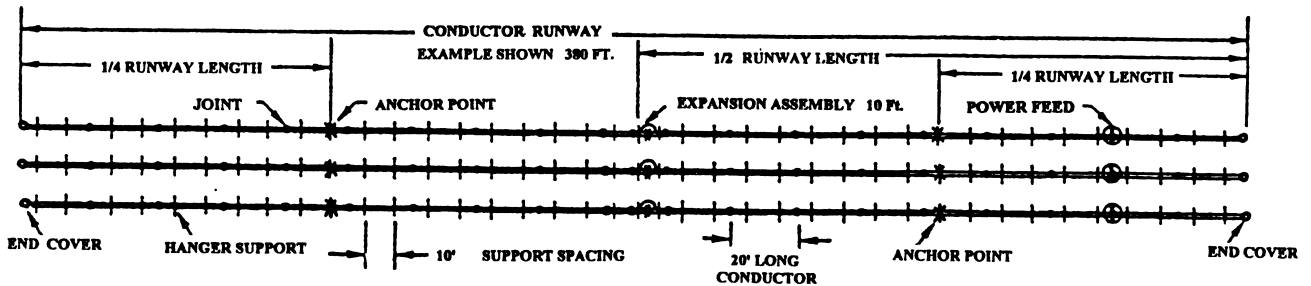 CONDUCTOR RUNWAY
EXAMPLE SHOWN 380 FT.
1/4 RUNWAY LENGTH
1/2 RUNWAY LENGTH
1/4 RUNWAY LENGTH
JOINT
ANCHOR POINT
EXPANSION ASSEMBLY 10 Ft.
POWER FEED
END COVER
HANGER SUPPORT
10' SUPPORT SPACING
20' LONG
CONDUCTOR
ANCHOR POINT
END COVER